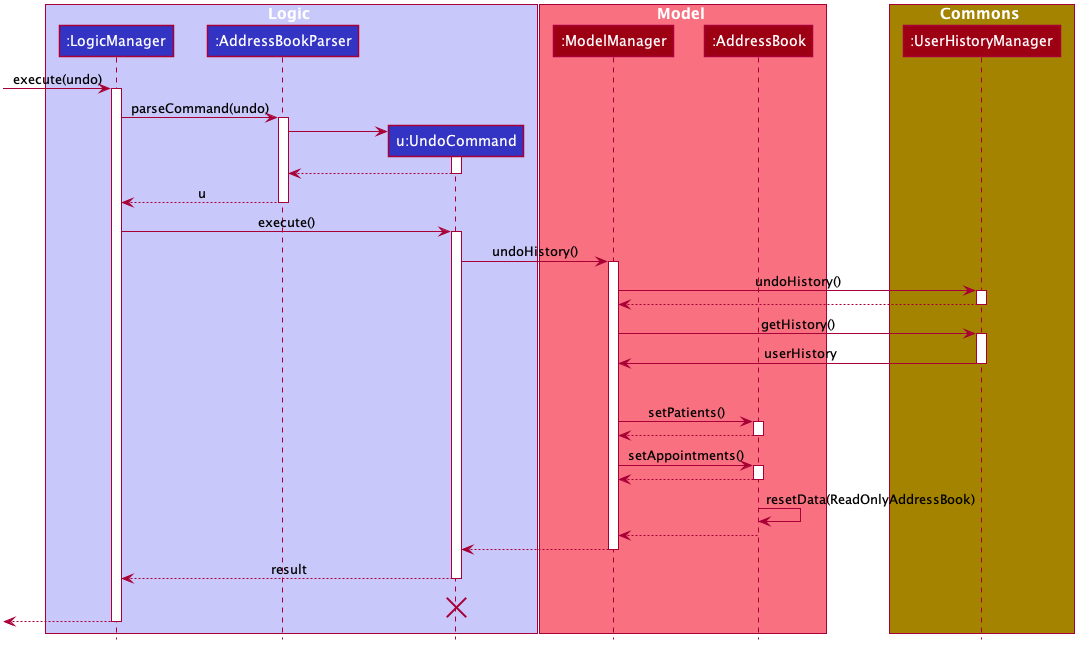 Logic
Model
Commons
:LogicManager
:AddressBookParser
:ModelManager
:AddressBook
:UserHistoryManager
execute(undo)
parseCommand(undo)
u:UndoCommand
u
execute()
undoHistory()
undoHistory()
getHistory()
userHistory
setPatients()
setAppointments()
resetData(ReadOnlyAddressBook)
result